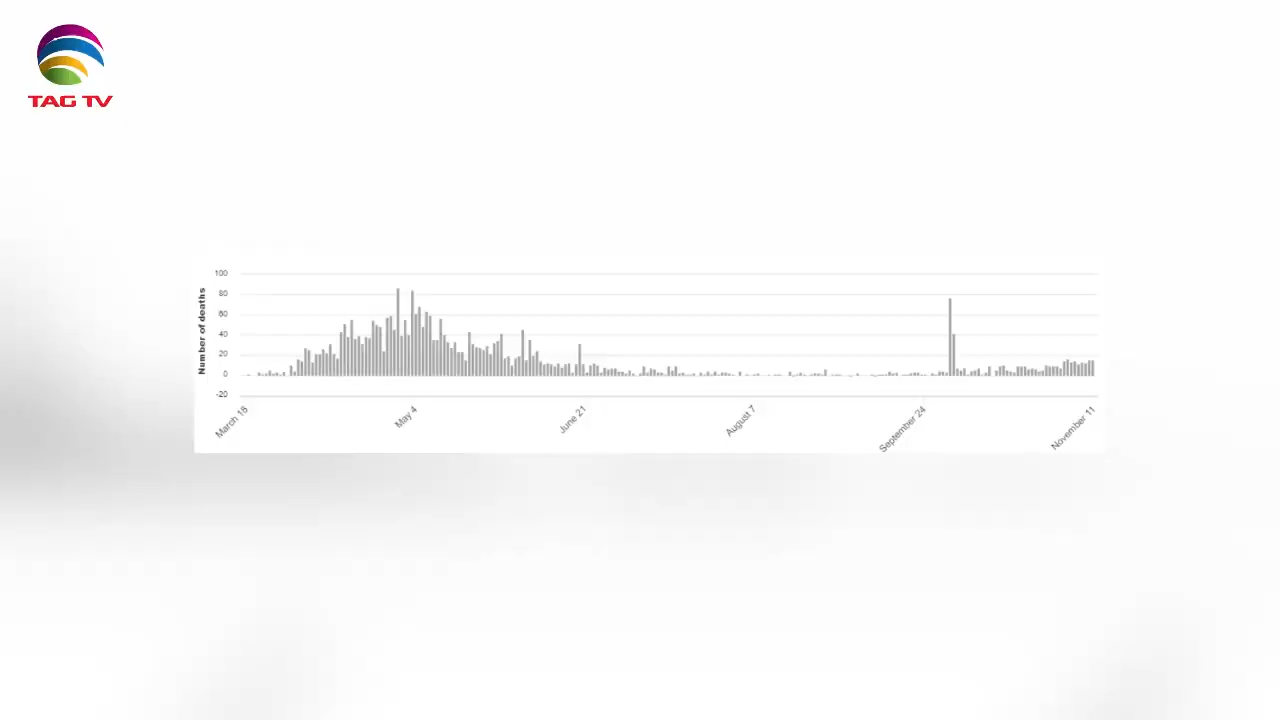 TAG TV
Number of deaths
100
80
60
40
20
0
-20
March 18
May 4
June 21
August 7
September 24
November 11